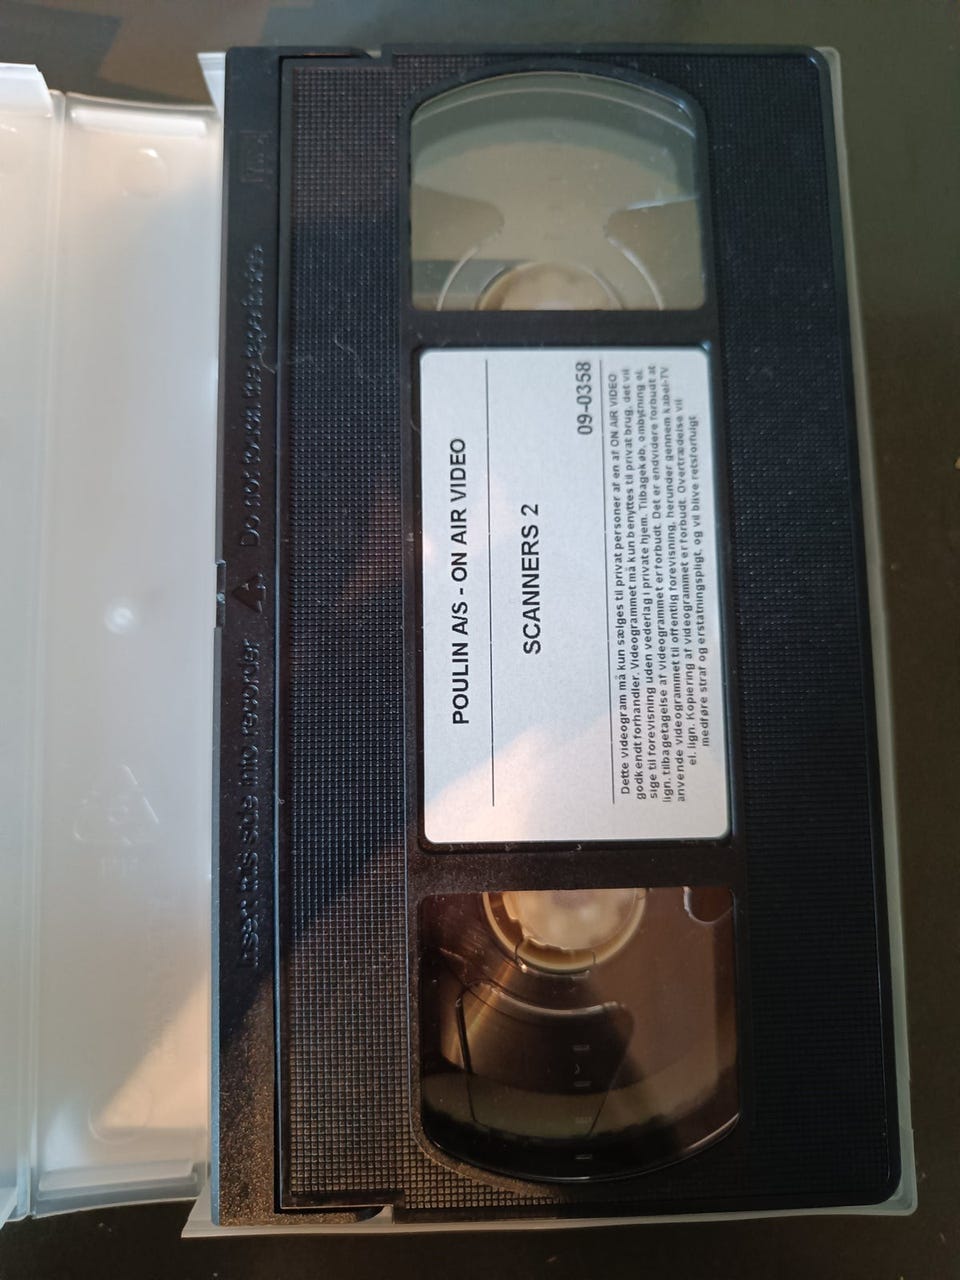 POULIN A/S - ON AIR VIDEO
SCANNERS 2
09-0358
Dette videogram må kun sælges til privat personer af en af ON AIR VIDEO
godkendt forhandler. Videogrammet må kun benyttes til privat brug, det vil
sige til forevisning uden vederlag i private hjem. Tilbagekøb, ombytning el.
lign. tilbagetagelse af videogrammet er forbudt. Det er endvidere forbudt at
anvende videogrammet til offentlig forevisning, herunder gennem kabel-TV
el. lign. Kopiering af videogrammet er forbudt. Overtrædelse vil
medføre straf og erstatningspligt, og vil blive retsforfulgt
Insert this side into recorder Do not touch the tape inside